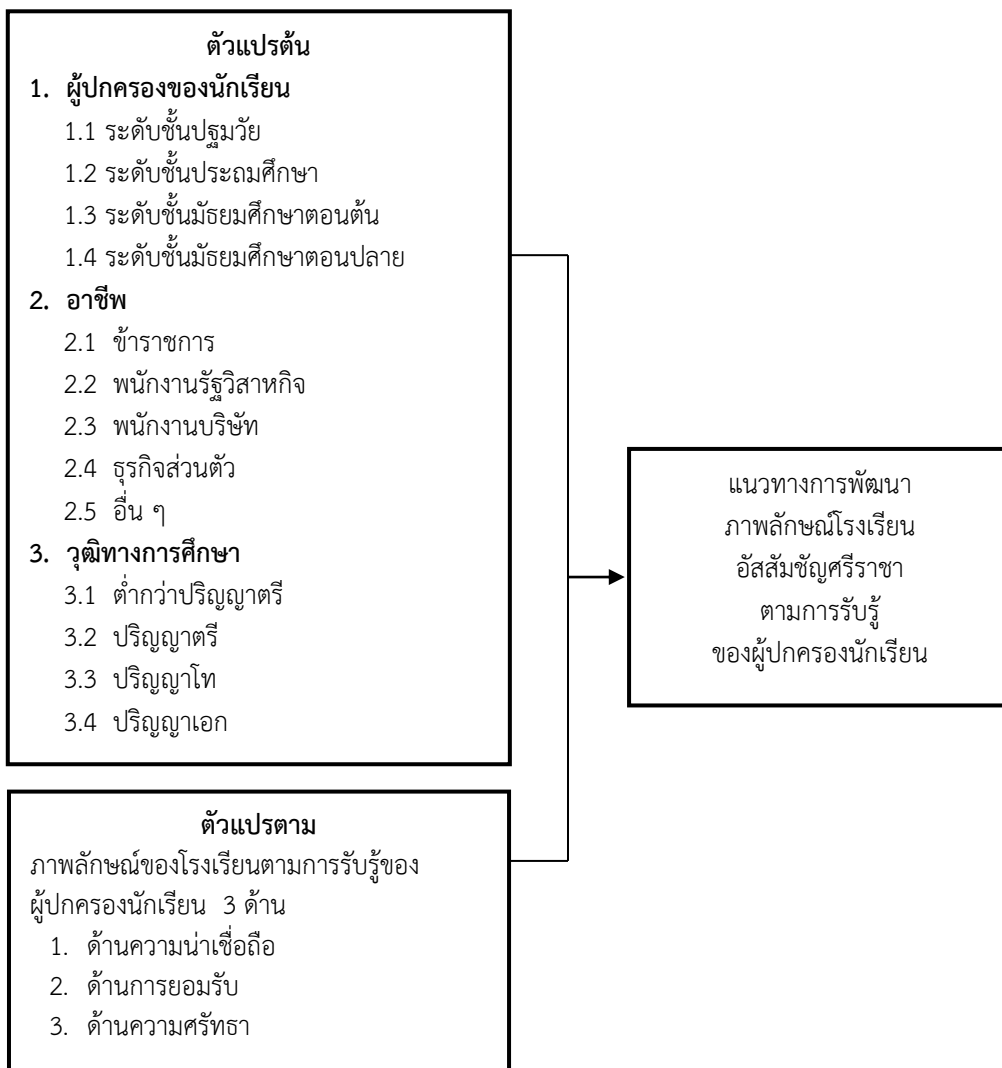 ตัวแปรต้น
1. ผู้ปกครองของนักเรียน
1.1 ระดับชั้นปฐมวัย
1.2 ระดับชั้นประถมศึกษา
1.3 ระดับชั้นมัธยมศึกษาตอนต้น
1.4 ระดับชั้นมัธยมศึกษาตอนปลาย
2. อาชีพ
2.1 ข้าราชการ
2.2 พนักงานรัฐวิสาหกิจ
2.3 พนักงานบริษัท
2.4 ธุรกิจส่วนตัว
2.5 อื่น ๆ
3. วุฒิทางการศึกษา
3.1 ต่ำกว่าปริญญาตรี
3.2 ปริญญาตรี
3.3 ปริญญาโท
3.4 ปริญญาเอก
ตัวแปรตาม
ภาพลักษณ์ของโรงเรียนตามการรับรู้ของ
ผู้ปกครองนักเรียน 3 ด้าน
1. ด้านความน่าเชื่อถือ
2. ด้านการยอมรับ
3. ด้านความศรัทธา
แนวทางการพัฒนา
ภาพลักษณ์โรงเรียน
อัสสัมชัญศรีราชา
ตามการรับรู้
ของผู้ปกครองนักเรียน